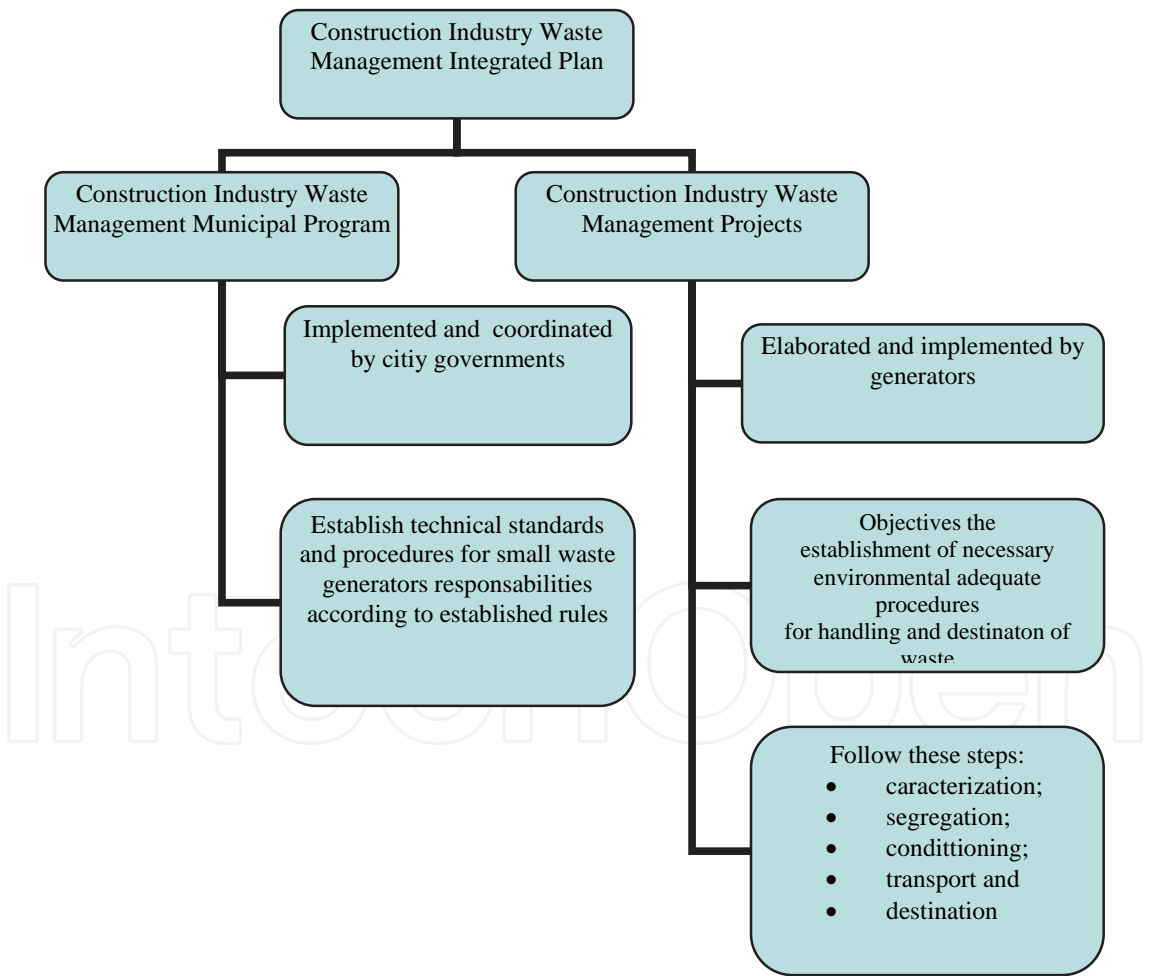 Construction Industry Waste
Management Integrated Plan
Construction Industry Waste
Management Municipal Program
Construction Industry Waste
Management Projects
Implemented and coordinated
by citiy governments
Elaborated and implemented by
generators
Establish technical standards
and procedures for small waste
generators responsabilities
according to established rules
Objectives the
establishment of necessary
environmental adequate
procedures
for handling and destinaton of
waste
Follow these steps:
• caracterization;
• segregation;
• condittioning;
• transport and
• destination
IntechOpen